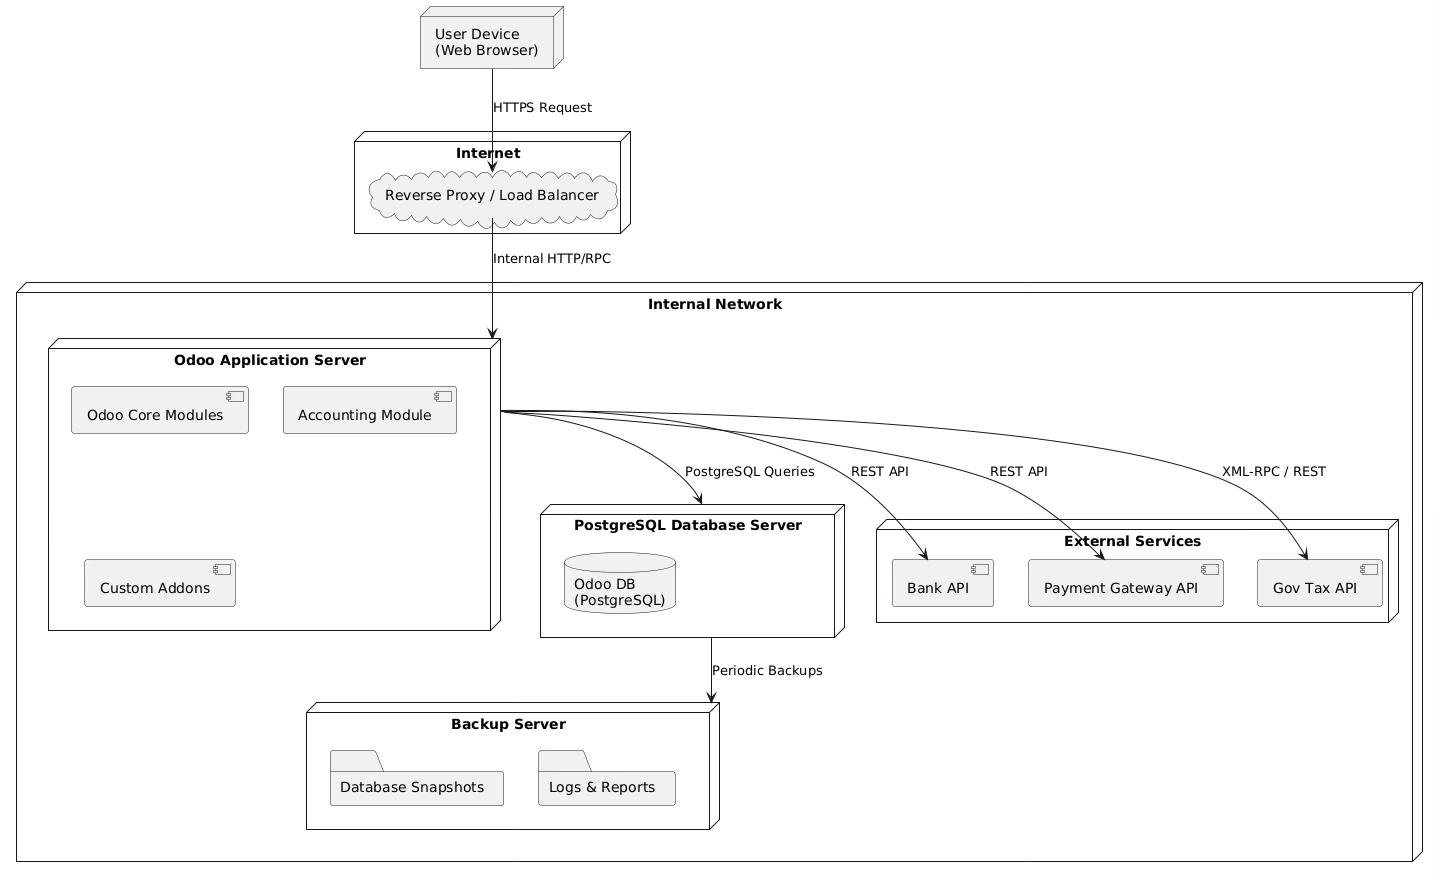 User Device
(Web Browser)
HTTPS Request
Internet
Reverse Proxy / Load Balancer
Internal HTTP/RPC
Internal Network
Odoo Application Server
Odoo Core Modules
Accounting Module
Custom Addons
PostgreSQL Queries
REST API
REST API
XML-RPC / REST
PostgreSQL Database Server
Odoo DB
(PostgreSQL)
External Services
Bank API
Payment Gateway API
Gov Tax API
Periodic Backups
Backup Server
Database Snapshots
Logs & Reports